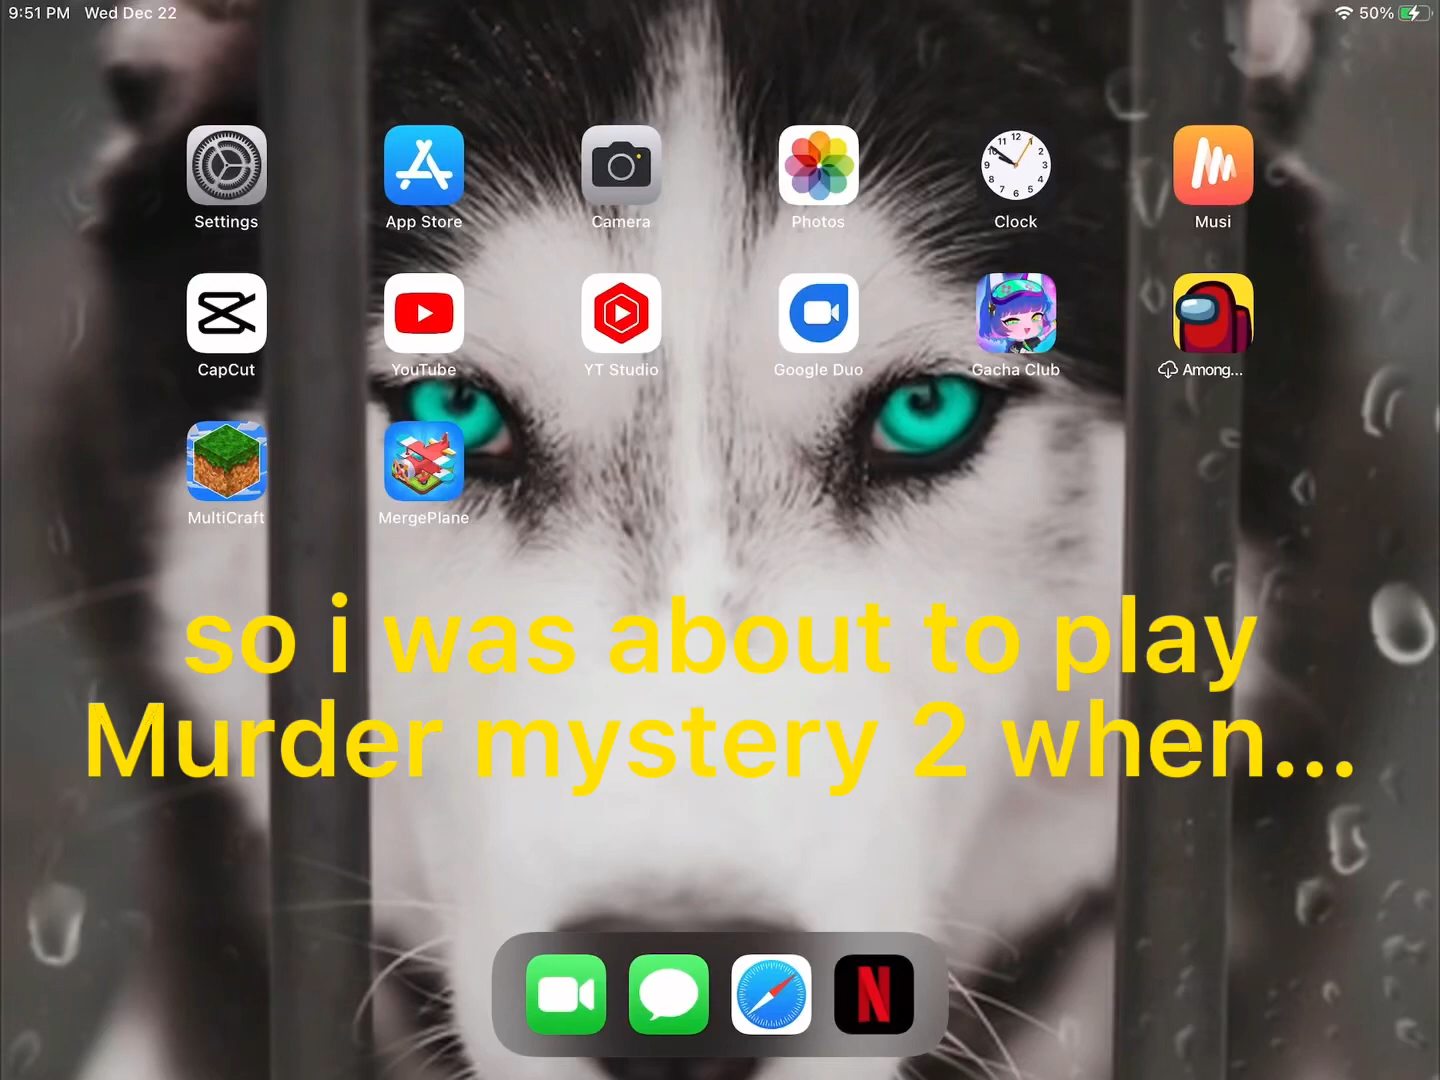 9:51 PM Wed Dec 22
50%
Settings
App Store
Camera
Photos
Clock
Musi
CapCut
YouTube
YT Studio
Google Duo
Gacha Club
Among...
MultiCraft
MergePlane
so i was about to play
Murder mystery 2 when...